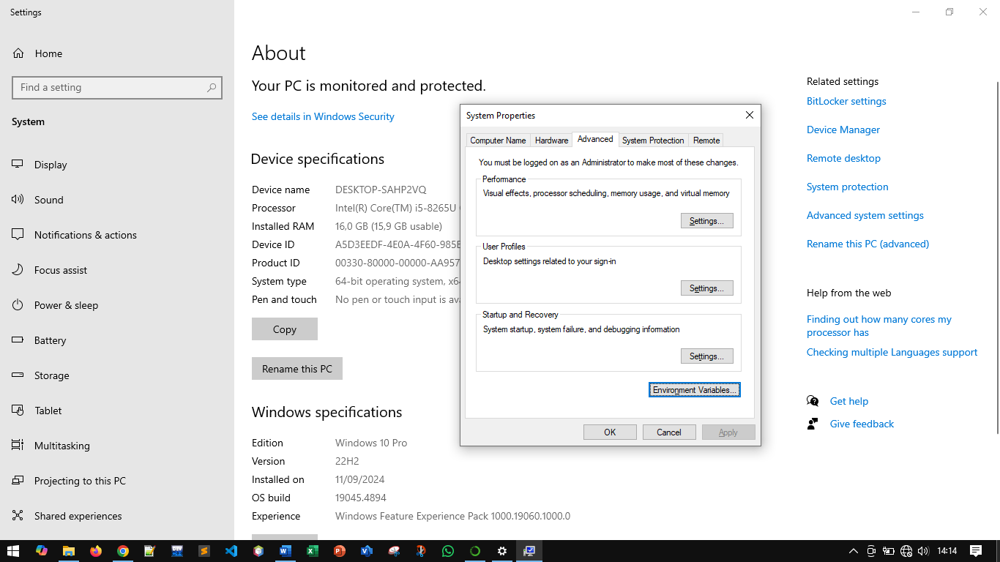 Settings
Home
Find a setting
System
Display
Sound
Notifications & actions
Focus assist
Power & sleep
Battery
Storage
Tablet
Multitasking
Projecting to this PC
Shared experiences
About
Your PC is monitored and protected.
See details in Windows Security
Device specifications
Device name DESKTOP-SAHP2VQ
Processor Intel(R) Core(TM) i5-8265U
Installed RAM 16,0 GB (15,9 GB usable)
Device ID A5D3EEDF-4E0A-4F60-985E
Product ID 00330-80000-00000-AA957
System type 64-bit operating system, x64
Pen and touch No pen or touch input is ava
Copy
Rename this PC
Windows specifications
Edition Windows 10 Pro
Version 22H2
Installed on 11/09/2024
OS build 19045.4894
Experience Windows Feature Experience Pack 1000.19060.1000.0
System Properties
Computer Name Hardware Advanced System Protection Remote
You must be logged on as an Administrator to make most of these changes.
Performance
Visual effects, processor scheduling, memory usage, and virtual memory
Settings...
User Profiles
Desktop settings related to your sign-in
Settings...
Startup and Recovery
System startup, system failure, and debugging information
Settings...
Environment Variables...
OK Cancel Apply
Related settings
BitLocker settings
Device Manager
Remote desktop
System protection
Advanced system settings
Rename this PC (advanced)
Help from the web
Finding out how many cores my
processor has
Checking multiple Languages support
Get help
Give feedback
14:14